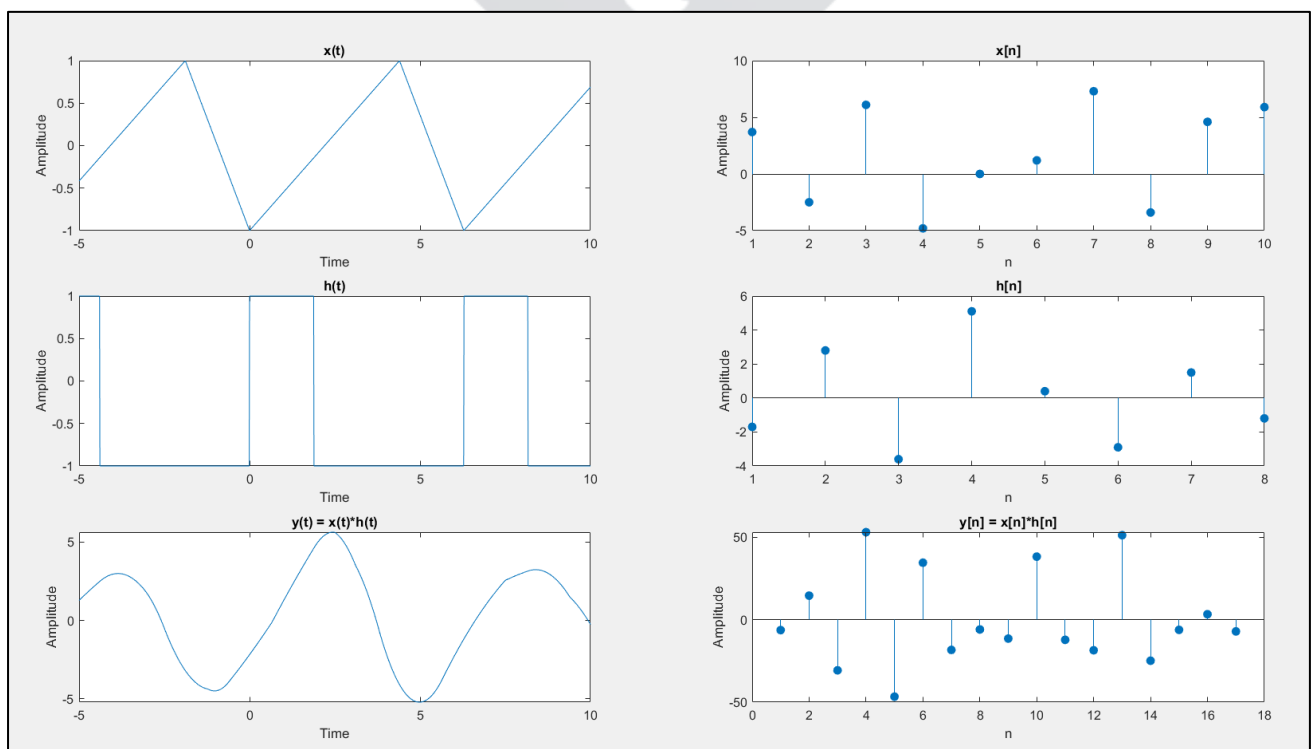 x(t)
1
0.5
0
-0.5
-1
Amplitude
-5 0 5 10
Time
x[n]
10
5
0
-5
Amplitude
1 2 3 4 5 6 7 8 9 10
n
h(t)
1
0.5
0
-0.5
-1
Amplitude
-5 0 5 10
Time
h[n]
6
4
2
0
-2
-4
Amplitude
1 2 3 4 5 6 7 8
n
y(t) = x(t)*h(t)
5
0
-5
Amplitude
-5 0 5 10
Time
y[n] = x[n]*h[n]
50
0
-50
Amplitude
0 2 4 6 8 10 12 14 16 18
n